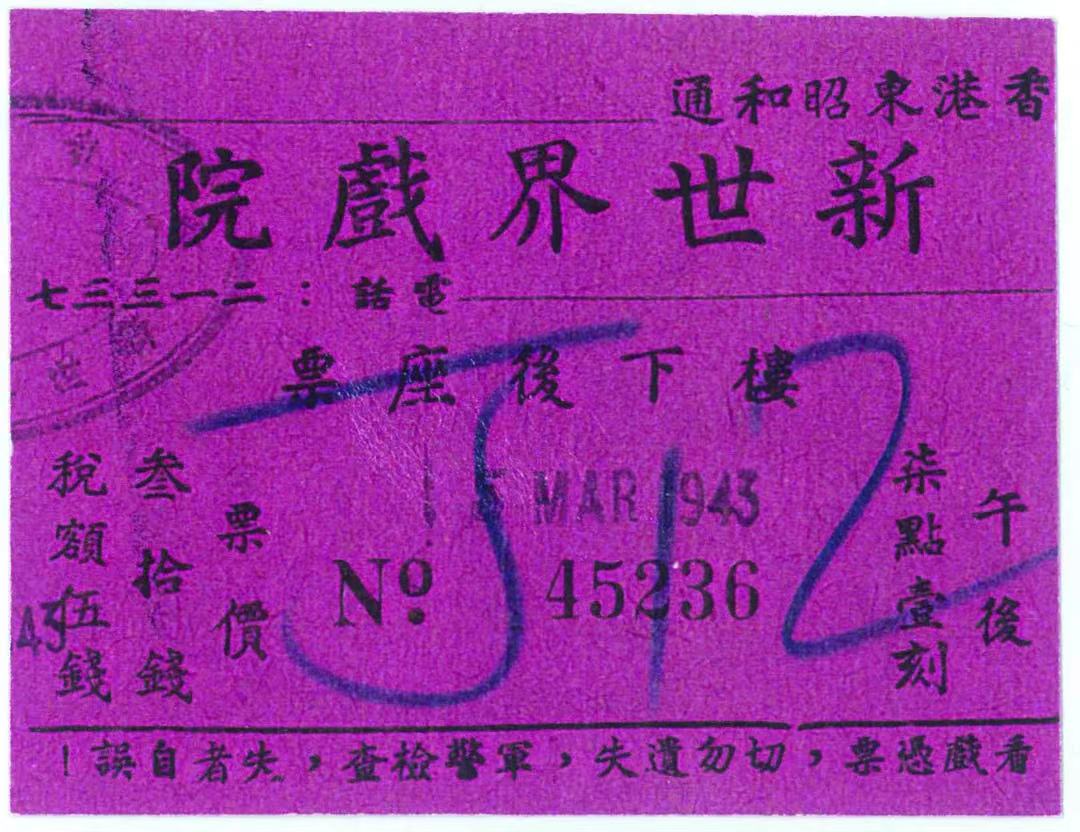 香港東昭和通
新世界戲院
電話：二一三三七
樓下後座票
J12
午後
柒點壹刻
15 MAR 1943
Nº 45236
票價
叁拾錢
稅額伍錢
43
看戲憑票，切勿遺失，軍警檢查，失者自誤！